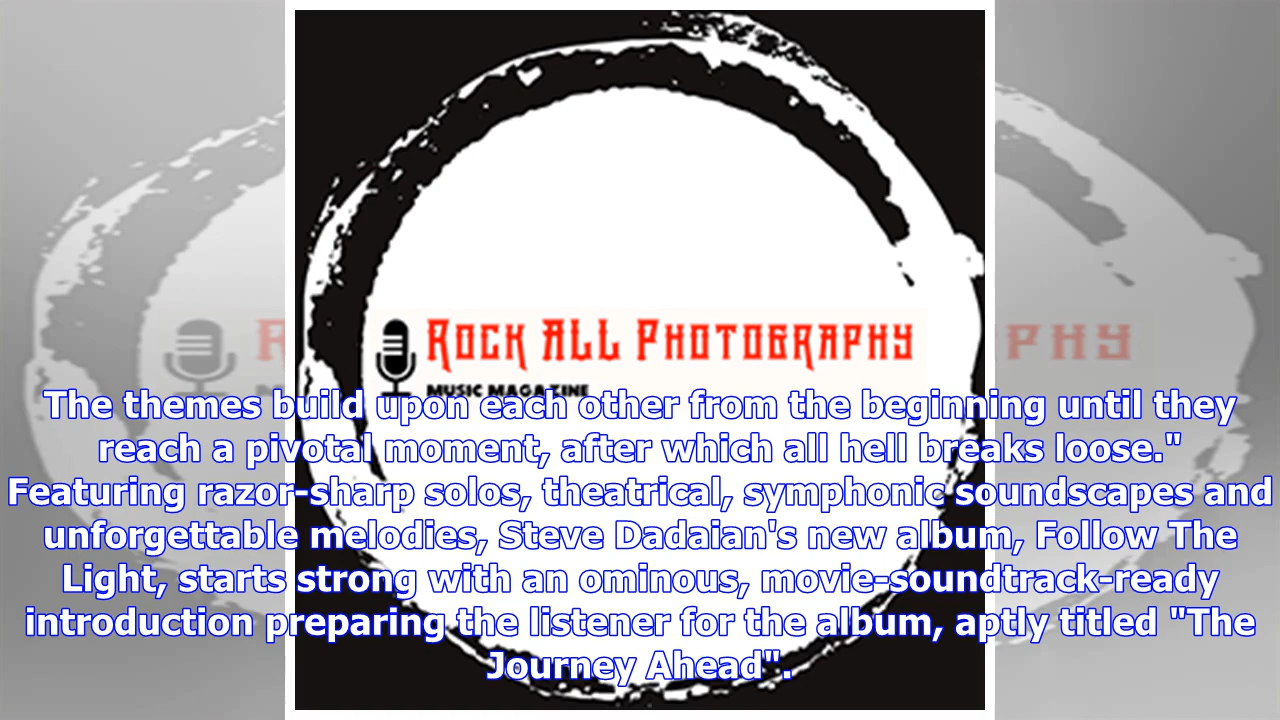 ROCK ALL PHOTOGRAPHY
MUSIC MAGAZINE
The themes build upon each other from the beginning until they
reach a pivotal moment, after which all hell breaks loose."
Featuring razor-sharp solos, theatrical, symphonic soundscapes and
unforgettable melodies, Steve Dadaian's new album, Follow The
Light, starts strong with an ominous, movie-soundtrack-ready
introduction preparing the listener for the album, aptly titled "The
Journey Ahead".